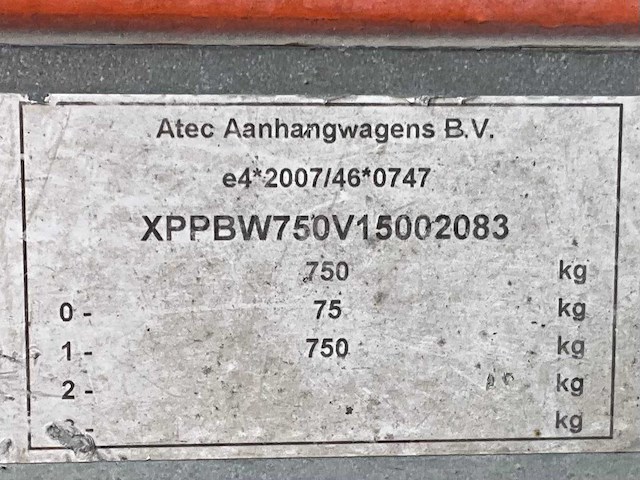 Atec Aanhangwagens B.V.
e4*2007/46*0747
XPPBW750V15002083
750 kg
0 - 75 kg
1 - 750 kg
2 - kg
- kg